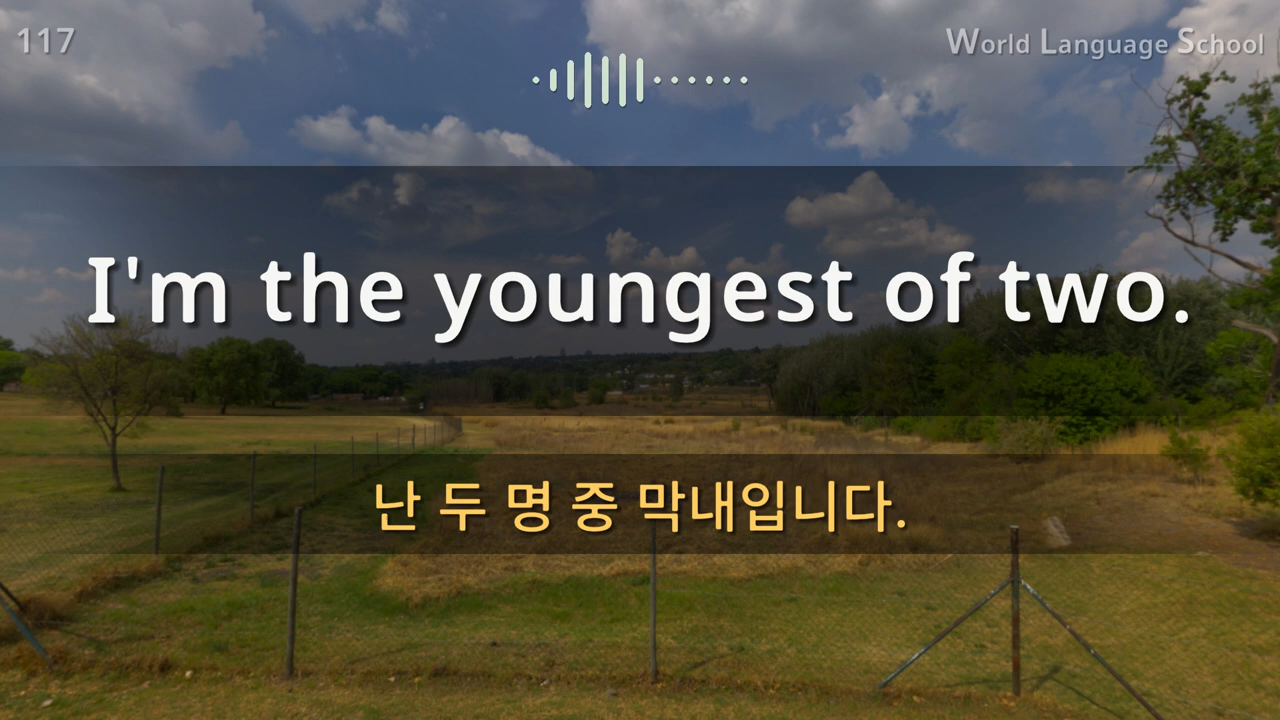 117
World Language School
I'm the youngest of two.
난 두 명 중 막내입니다.